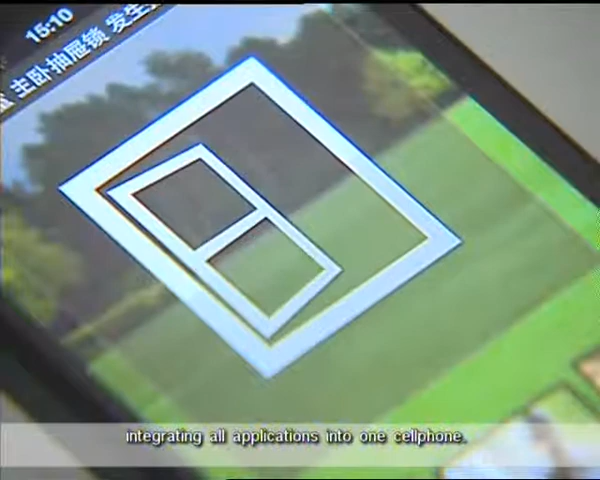 15:10
主卧抽屉锁 发生
integrating all applications into one cellphone.